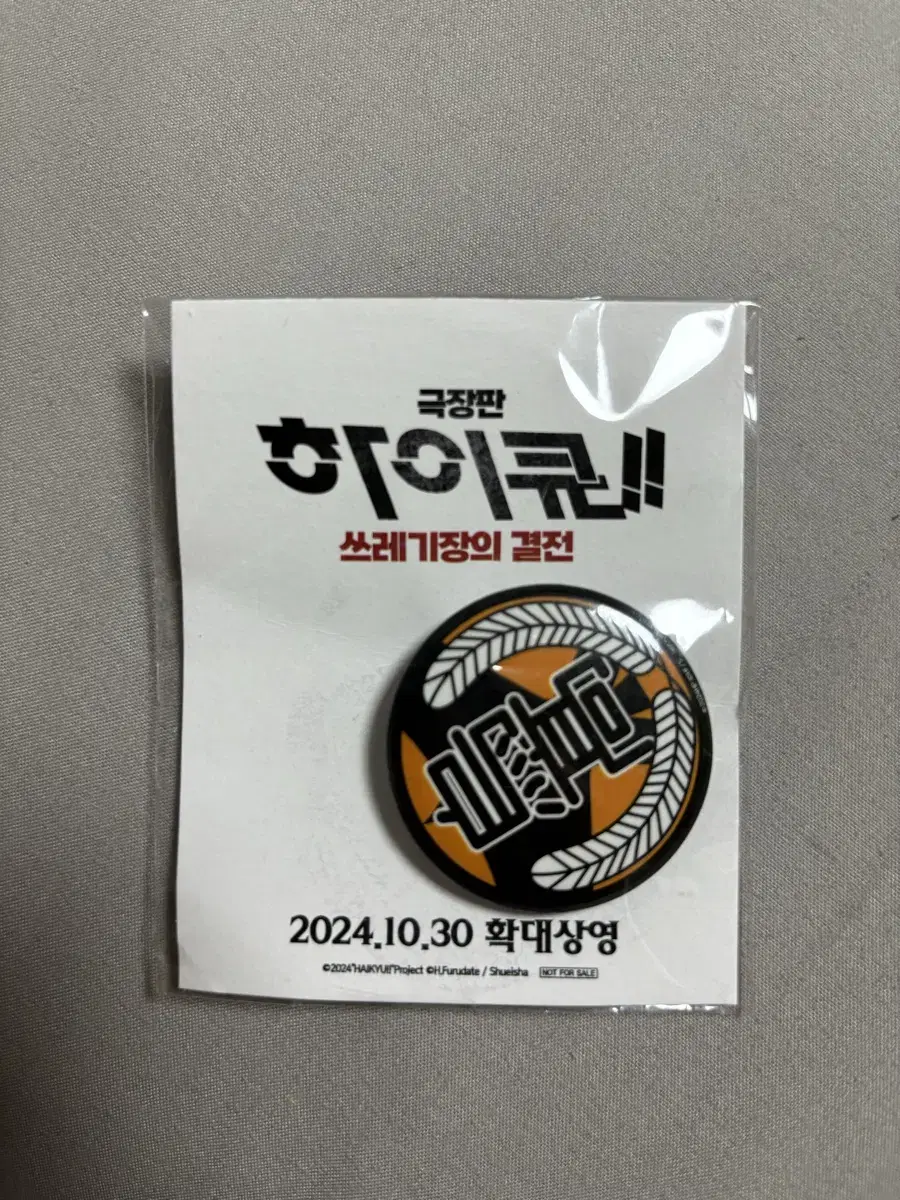 극장판
하이큐!!
쓰레기장의 결전
2024.10.30 확대상영
©2024"HAIKYU!!"Project ©H.Furudate / Shueisha NOT FOR SALE